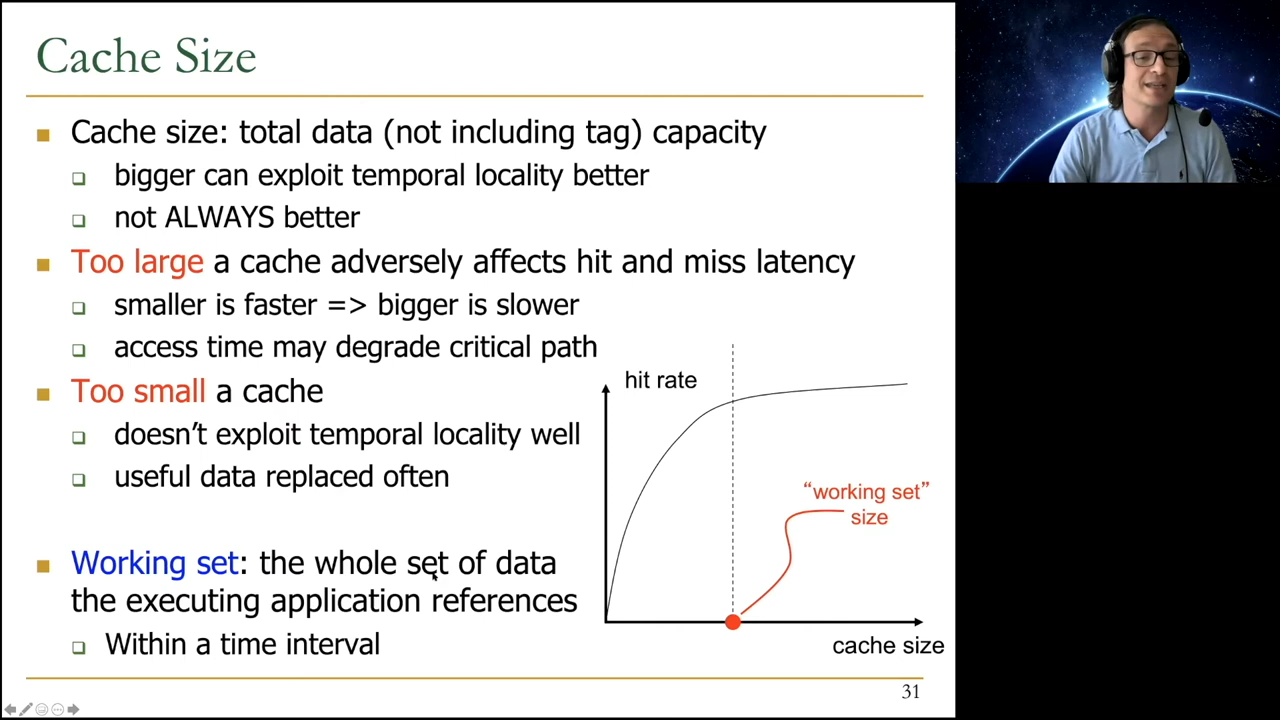 Cache Size
Cache size: total data (not including tag) capacity
bigger can exploit temporal locality better
not ALWAYS better
Too large a cache adversely affects hit and miss latency
smaller is faster => bigger is slower
access time may degrade critical path
Too small a cache
doesn’t exploit temporal locality well
useful data replaced often
Working set: the whole set of data
the executing application references
Within a time interval
hit rate
“working set”
size
cache size
31